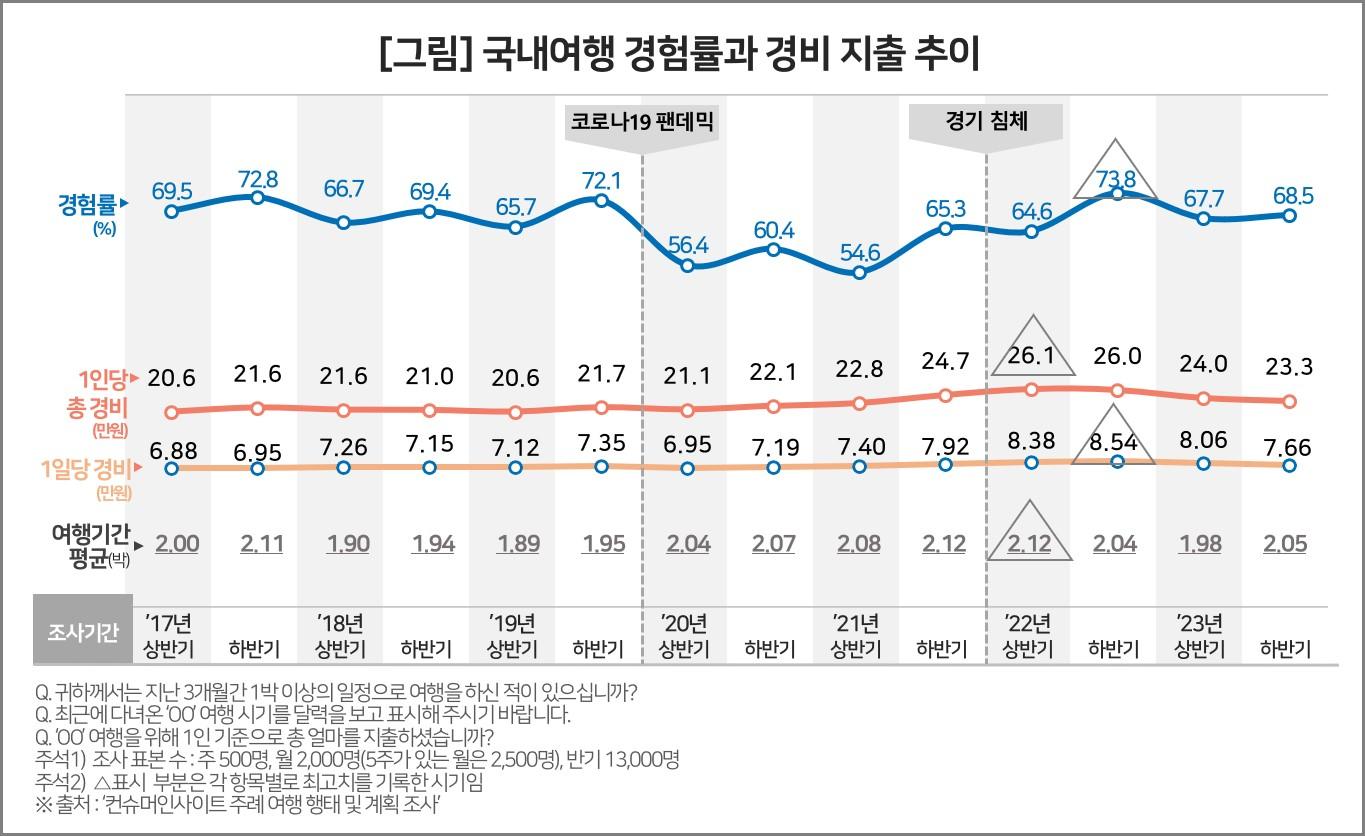 [그림] 국내여행 경험률과 경비 지출 추이
코로나19 팬데믹
경기 침체
경험률
(%)
69.5 72.8 66.7 69.4 65.7 72.1 56.4 60.4 54.6 65.3 64.6 73.8 67.7 68.5
1인당
총 경비
(만원)
20.6 21.6 21.6 21.0 20.6 21.7 21.1 22.1 22.8 24.7 26.1 26.0 24.0 23.3
1일당 경비
(만원)
6.88 6.95 7.26 7.15 7.12 7.35 6.95 7.19 7.40 7.92 8.38 8.54 8.06 7.66
여행기간
평균(박)
2.00 2.11 1.90 1.94 1.89 1.95 2.04 2.07 2.08 2.12 2.12 2.04 1.98 2.05
조사기간
’17년 ’18년 ’19년 ’20년 ’21년 ’22년 ’23년
상반기 하반기 상반기 하반기 상반기 하반기 상반기 하반기 상반기 하반기 상반기 하반기 상반기 하반기
Q. 귀하께서는 지난 3개월간 1박 이상의 일정으로 여행을 하신 적이 있으십니까?
Q. 최근에 다녀온 ‘OO’ 여행 시기를 달력을 보고 표시해 주시기 바랍니다.
Q. ‘OO’ 여행을 위해 1인 기준으로 총 얼마를 지출하셨습니까?
주석1) 조사 표본 수 : 주 500명, 월 2,000명(5주가 있는 월은 2,500명), 반기 13,000명
주석2) △표시 부분은 각 항목별로 최고치를 기록한 시기임
※ 출처 : ‘컨슈머인사이트 주례 여행 행태 및 계획 조사’